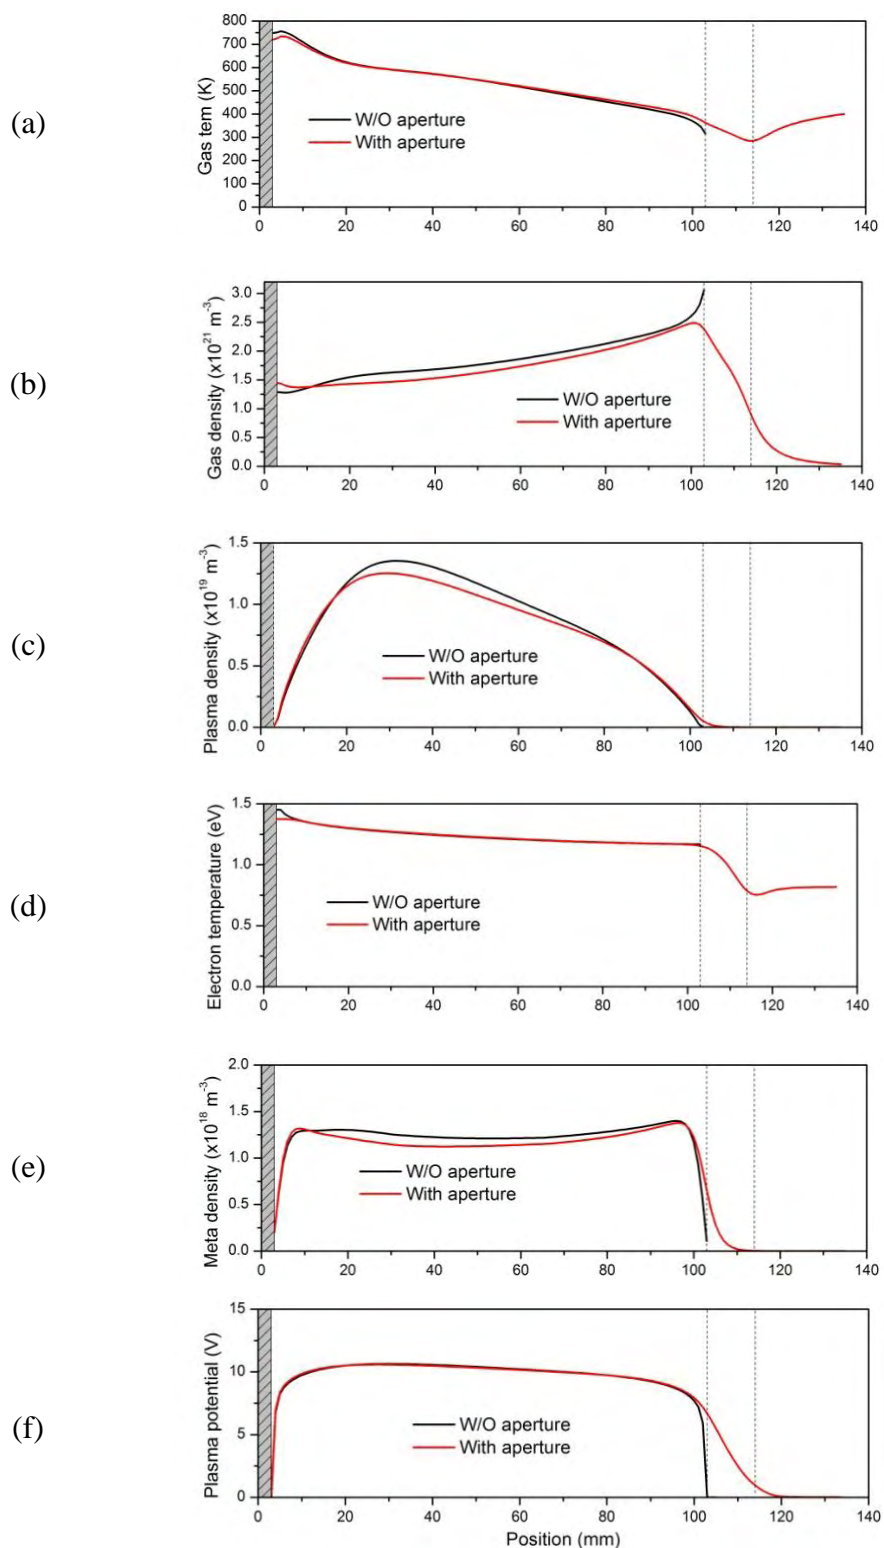 (a)
Gas tem (K)
800
700
600
500
400
300
200
100
0
W/O aperture
With aperture
0 20 40 60 80 100 120 140
(b)
Gas density (x10²¹ m⁻³)
3.0
2.5
2.0
1.5
1.0
0.5
0.0
W/O aperture
With aperture
0 20 40 60 80 100 120 140
(c)
Plasma density (x10¹⁹ m⁻³)
1.5
1.0
0.5
0.0
W/O aperture
With aperture
0 20 40 60 80 100 120 140
(d)
Electron temperature (eV)
1.5
1.0
0.5
0.0
W/O aperture
With aperture
0 20 40 60 80 100 120 140
(e)
Meta density (x10¹⁸ m⁻³)
2.0
1.5
1.0
0.5
0.0
W/O aperture
With aperture
0 20 40 60 80 100 120 140
(f)
Plasma potential (V)
15
10
5
0
W/O aperture
With aperture
0 20 40 60 80 100 120 140
Position (mm)